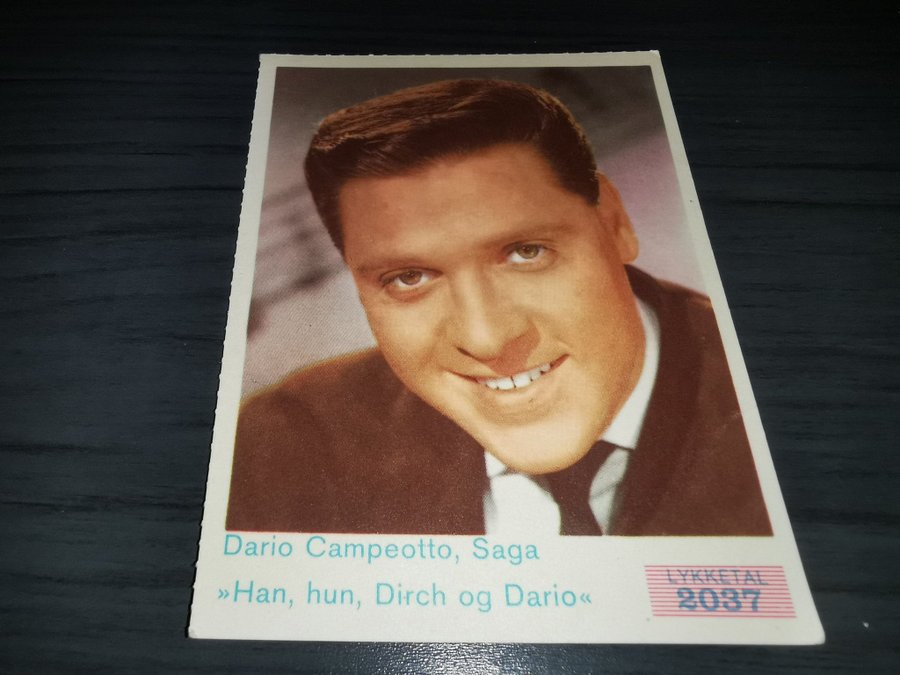 Dario Campeotto, Saga
»Han, hun, Dirch og Dario«
LYKKETAL
2037